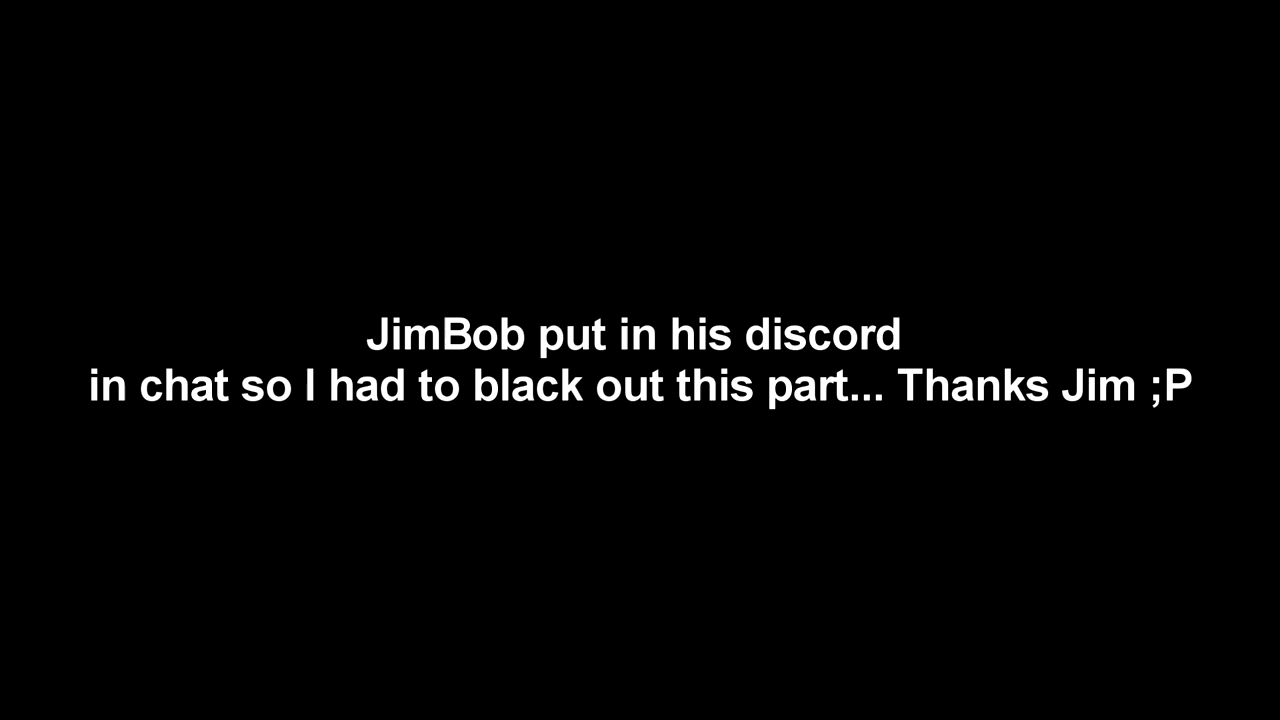 JimBob put in his discord
in chat so I had to black out this part... Thanks Jim ;P